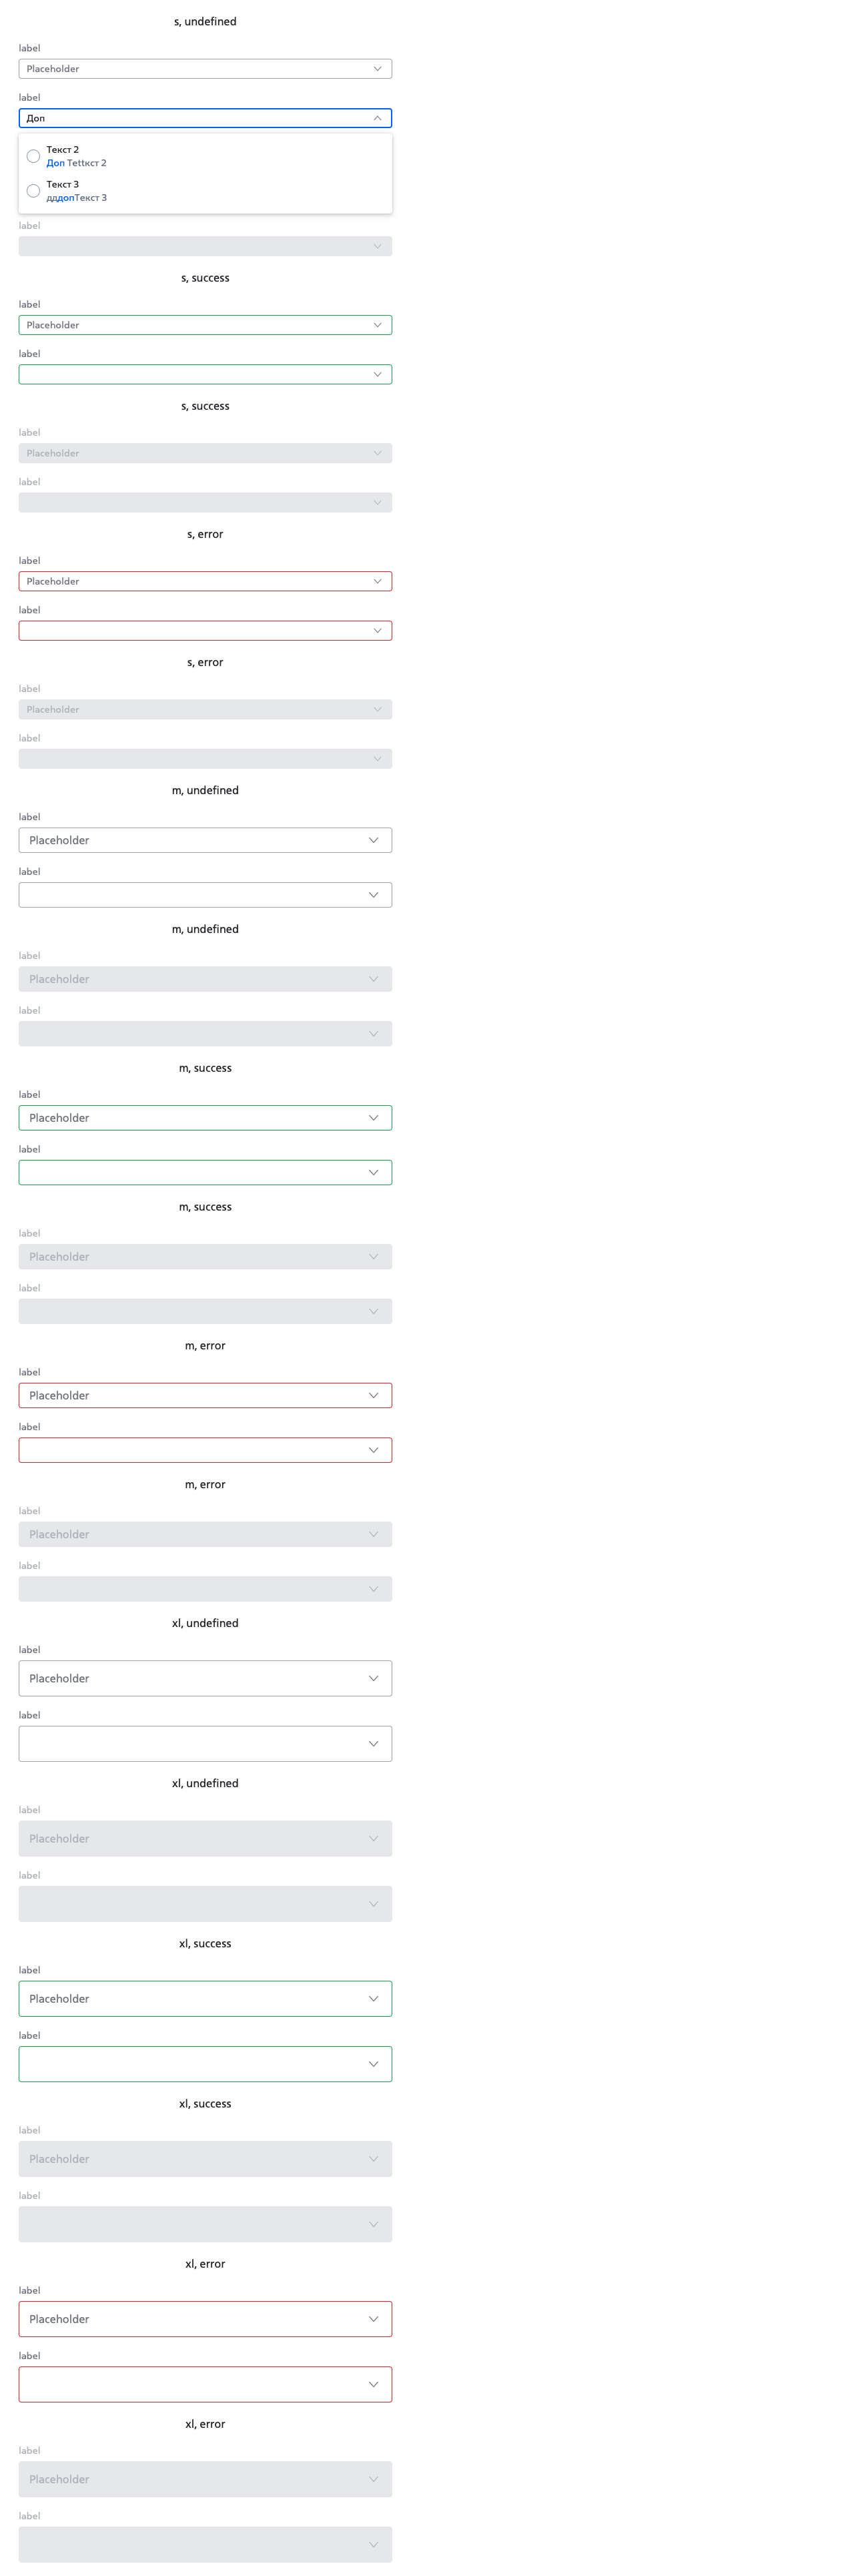 s, undefined
label
Placeholder
label
Доп
Текст 2
Доп Tettкст 2
Текст 3
дддопТекст 3
label
s, success
label
Placeholder
label
s, success
label
Placeholder
label
s, error
label
Placeholder
label
s, error
label
Placeholder
label
m, undefined
label
Placeholder
label
m, undefined
label
Placeholder
label
m, success
label
Placeholder
label
m, success
label
Placeholder
label
m, error
label
Placeholder
label
m, error
label
Placeholder
label
xl, undefined
label
Placeholder
label
xl, undefined
label
Placeholder
label
xl, success
label
Placeholder
label
xl, success
label
Placeholder
label
xl, error
label
Placeholder
label
xl, error
label
Placeholder
label